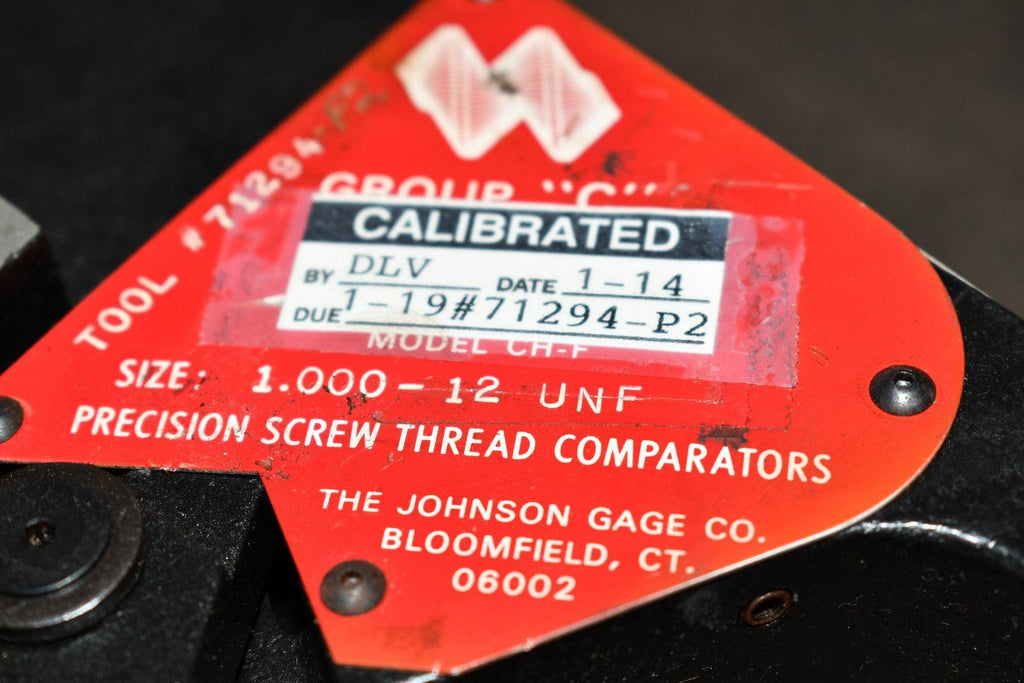 TOOL # 71294-P2
GROUP "C"
CALIBRATED
BY DLV DATE 1-14
DUE 1-19#71294-P2
MODEL CH-F
SIZE: 1.000-12 UNF
PRECISION SCREW THREAD COMPARATORS
THE JOHNSON GAGE CO.
BLOOMFIELD, CT.
06002